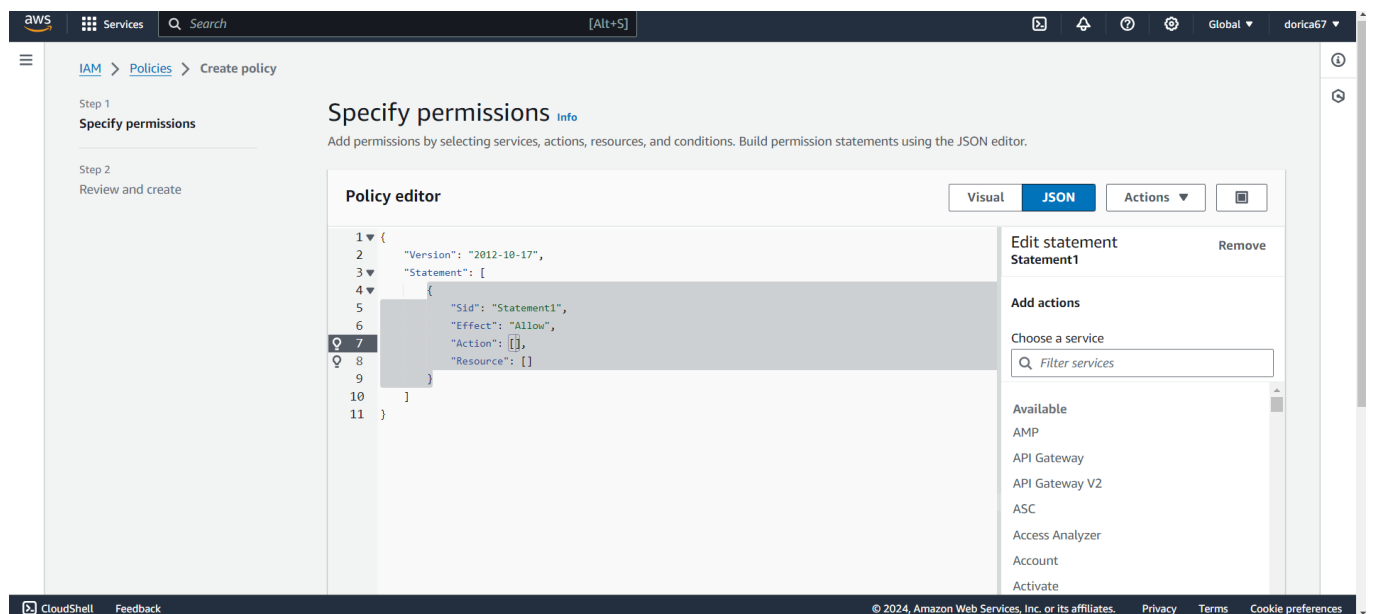 aws
Services
Search
[Alt+S]
Global
dorica67
IAM > Policies > Create policy
Step 1
Specify permissions
Step 2
Review and create
Specify permissions Info
Add permissions by selecting services, actions, resources, and conditions. Build permission statements using the JSON editor.
Policy editor
Visual
JSON
Actions
1 {
2 "Version": "2012-10-17",
3 "Statement": [
4 {
5 "Sid": "Statement1",
6 "Effect": "Allow",
7 "Action": [],
8 "Resource": []
9 }
10 ]
11 }
Edit statement
Remove
Statement1
Add actions
Choose a service
Filter services
Available
AMP
API Gateway
API Gateway V2
ASC
Access Analyzer
Account
Activate
CloudShell
Feedback
© 2024, Amazon Web Services, Inc. or its affiliates.
Privacy
Terms
Cookie preferences